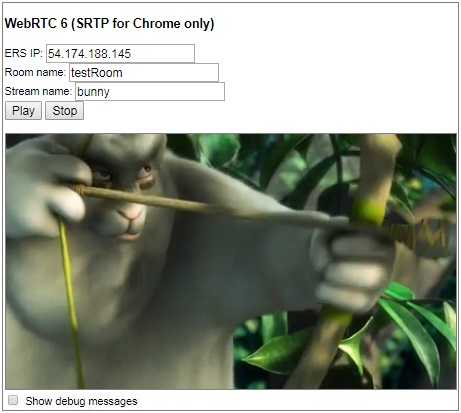 WebRTC 6 (SRTP for Chrome only)
ERS IP: 54.174.188.145
Room name: testRoom
Stream name: bunny
Play Stop
Show debug messages